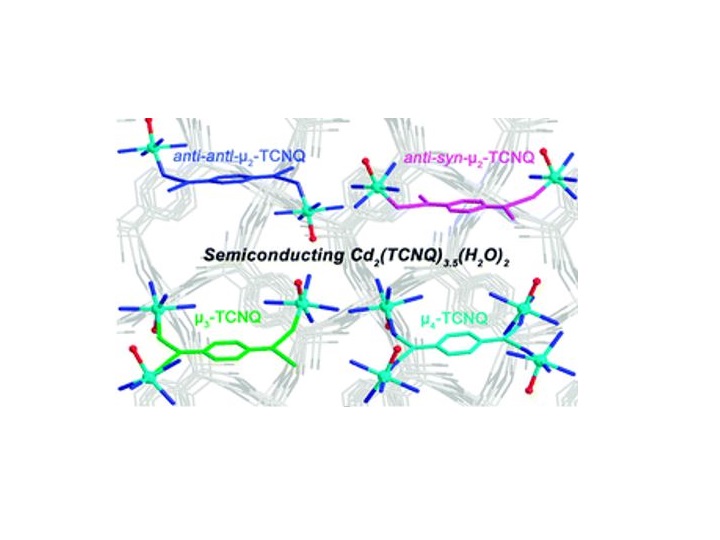 anti-anti-μ₂-TCNQ
anti-syn-μ₂-TCNQ
Semiconducting Cd₂(TCNQ)₃.₅(H₂O)₂
μ₃-TCNQ
μ₄-TCNQ